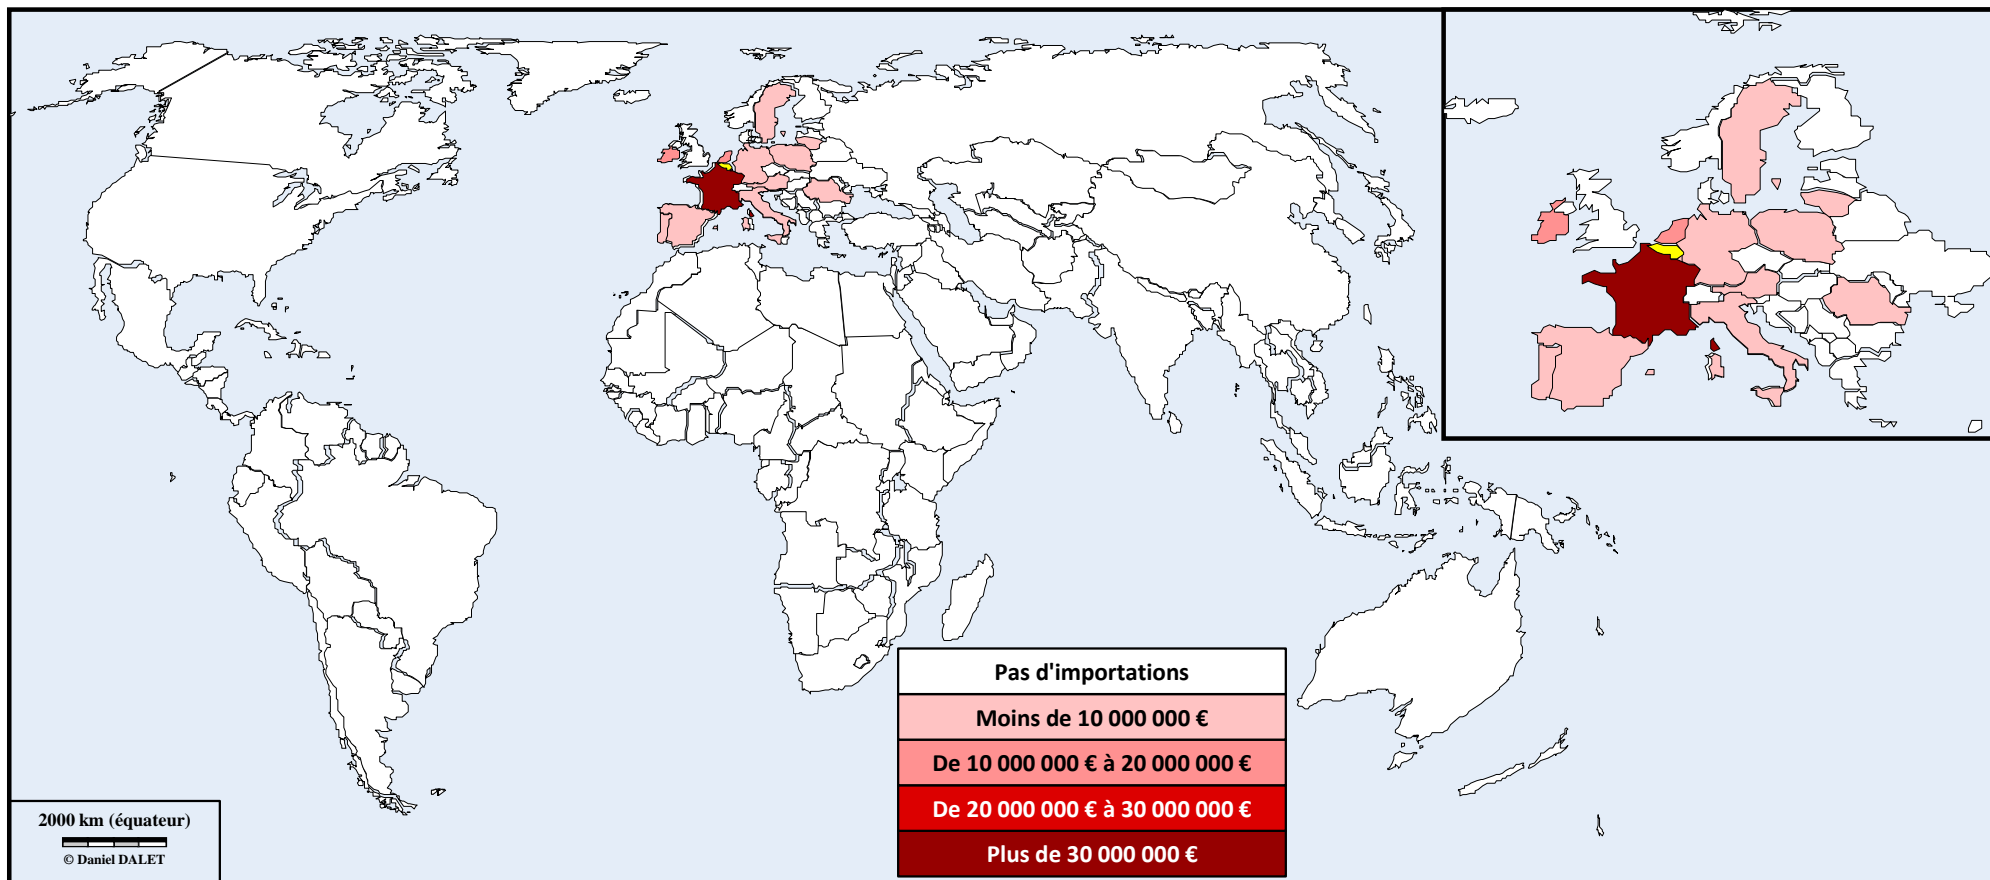 Pas d'importations
Moins de 10 000 000 €
De 10 000 000 € à 20 000 000 €
De 20 000 000 € à 30 000 000 €
Plus de 30 000 000 €
2000 km (équateur)
© Daniel DALET